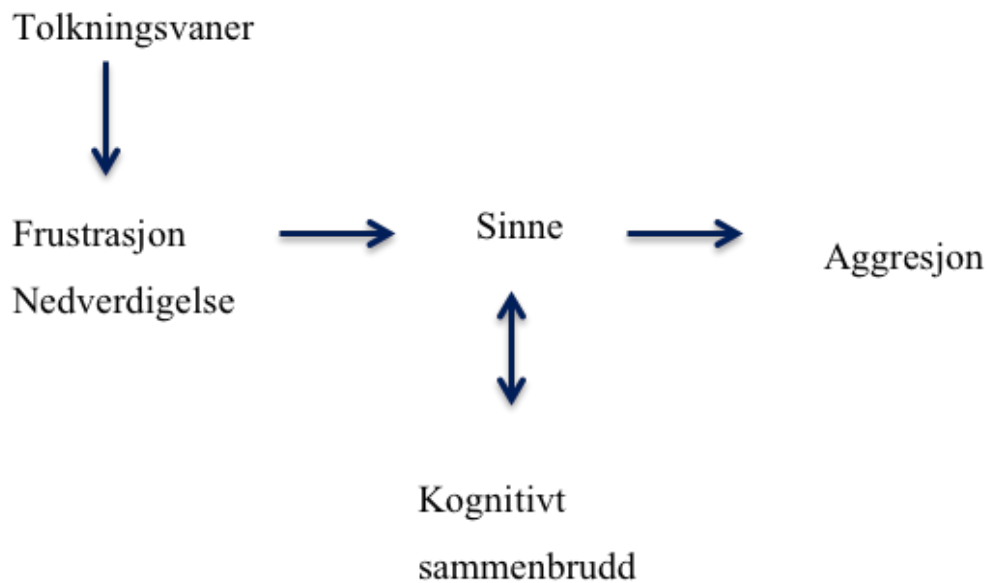 Tolkningsvaner
Frustrasjon
Nedverdigelse
Sinne
Aggresjon
Kognitivt
sammenbrudd